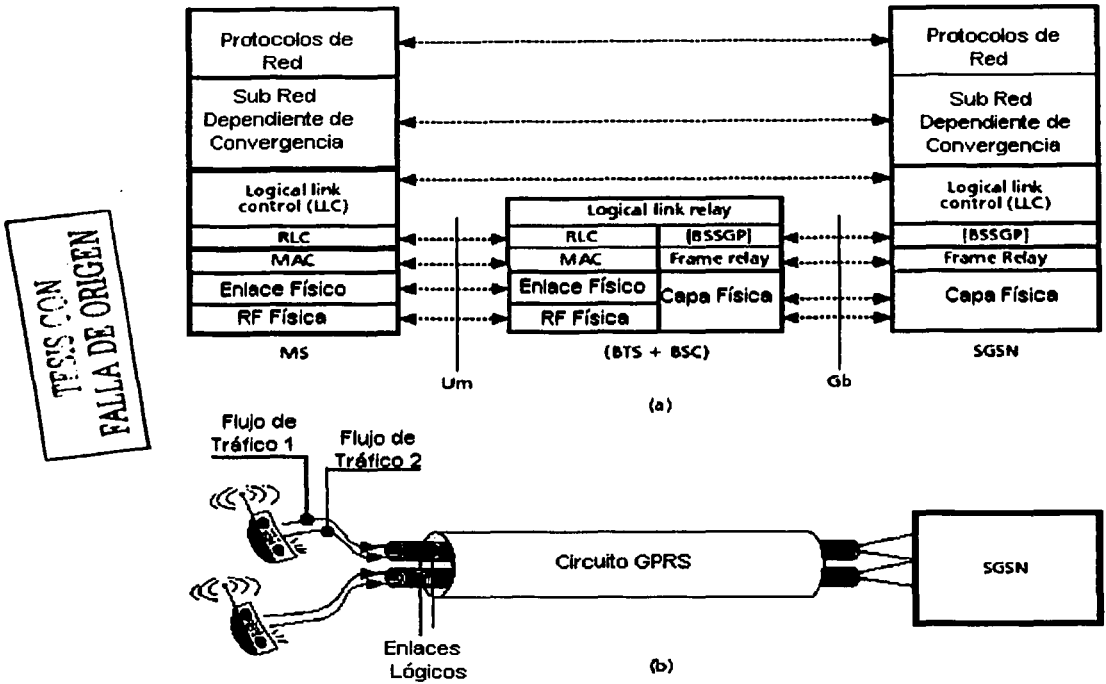 Protocolos de
Red
Sub Red
Dependiente de
Convergencia
Logical link
control (LLC)
RLC
MAC
Enlace Físico
RF Física
MS
Um
Logical link relay
RLC
[BSSGP]
MAC
Frame relay
Enlace Físico
Capa Física
RF Física
(BTS + BSC)
Gb
Protocolos de
Red
Sub Red
Dependiente de
Convergencia
Logical link
control (LLC)
[BSSGP]
Frame Relay
Capa Física
SGSN
(a)
TESIS CON
FALLA DE ORIGEN
Flujo de
Tráfico 1
Flujo de
Tráfico 2
Circuito GPRS
SGSN
Enlaces
Lógicos
(b)